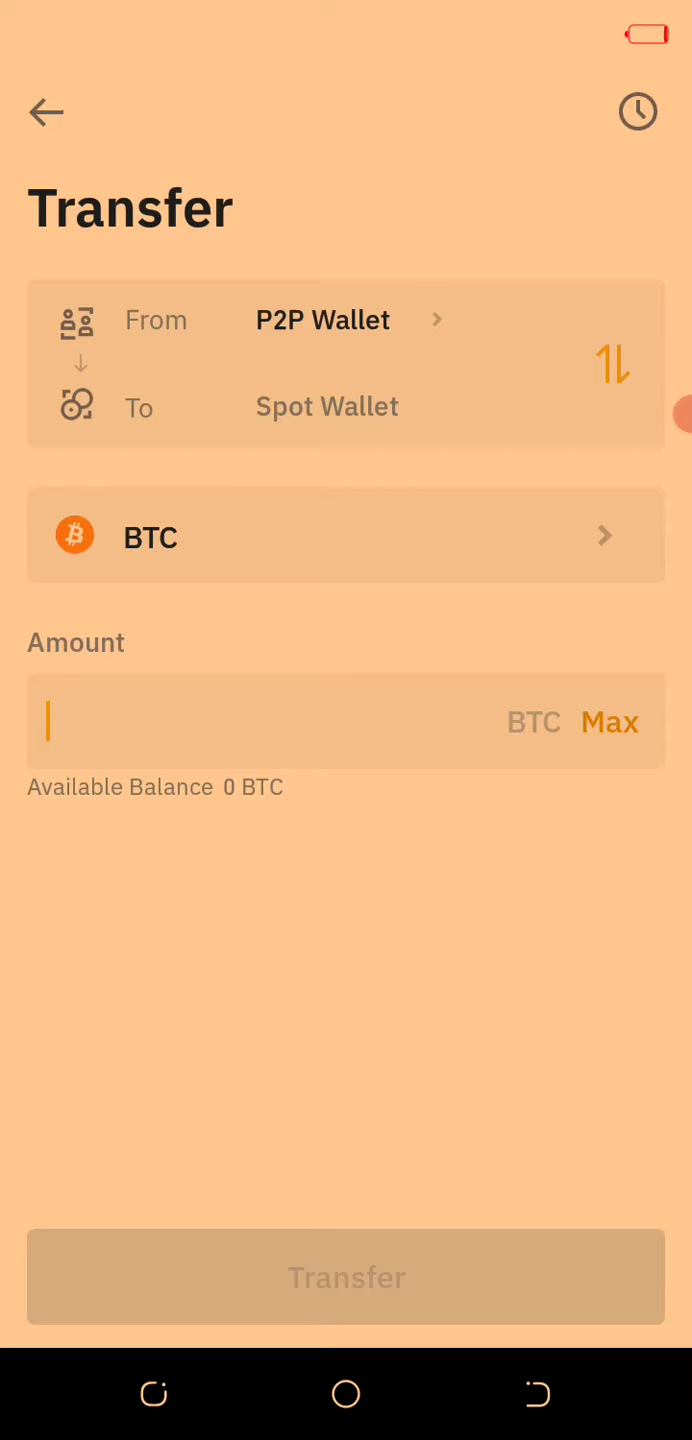 Transfer
From P2P Wallet
To Spot Wallet
BTC
Amount
BTC Max
Available Balance 0 BTC
Transfer